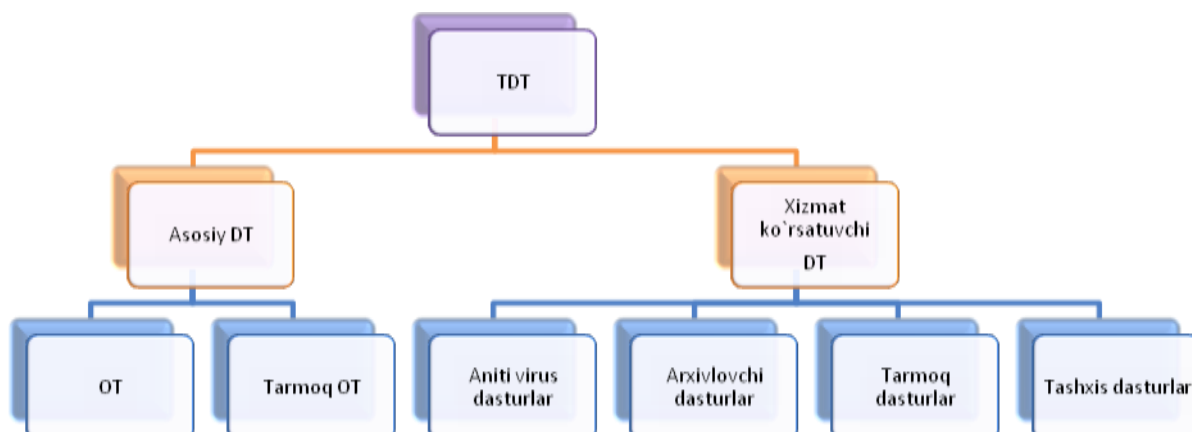 TDT
Asosiy DT
Xizmat
ko`rsatuvchi
DT
OT
Tarmoq OT
Aniti virus
dasturlar
Arxivlovchi
dasturlar
Tarmoq
dasturlar
Tashxis dasturlar